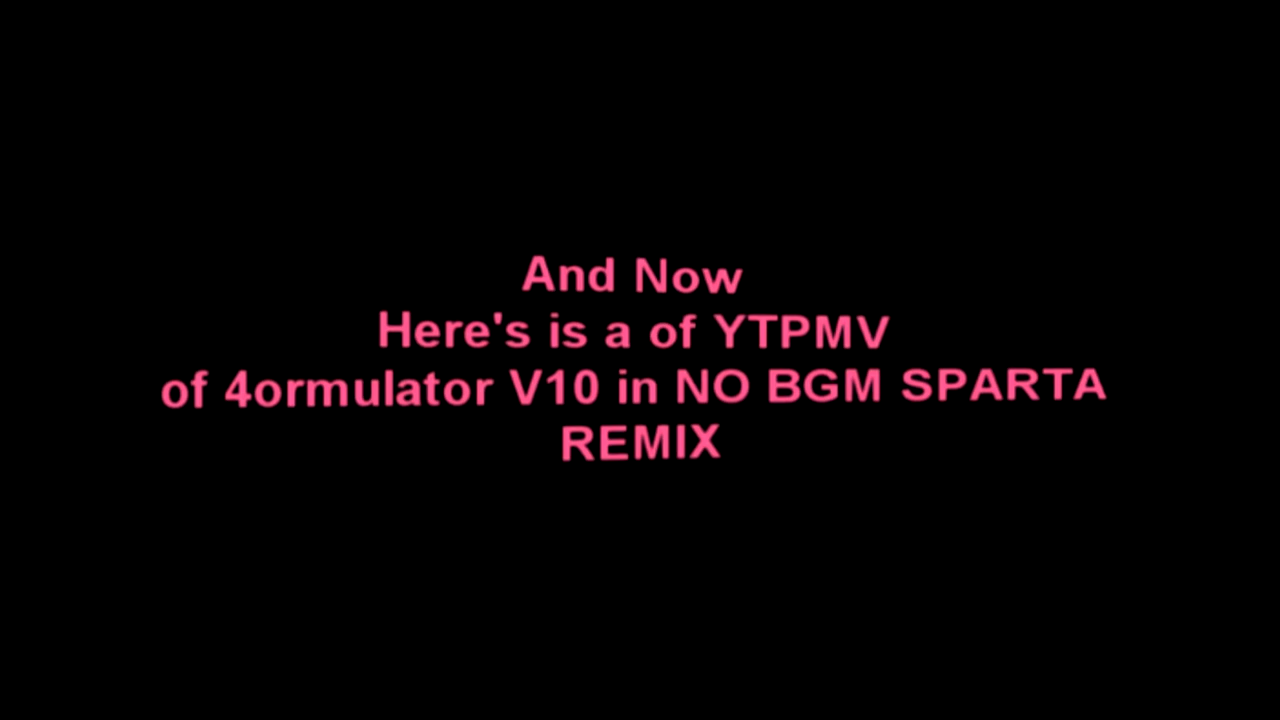 And Now
Here's is a of YTPMV
of 4ormulator V10 in NO BGM SPARTA
REMIX